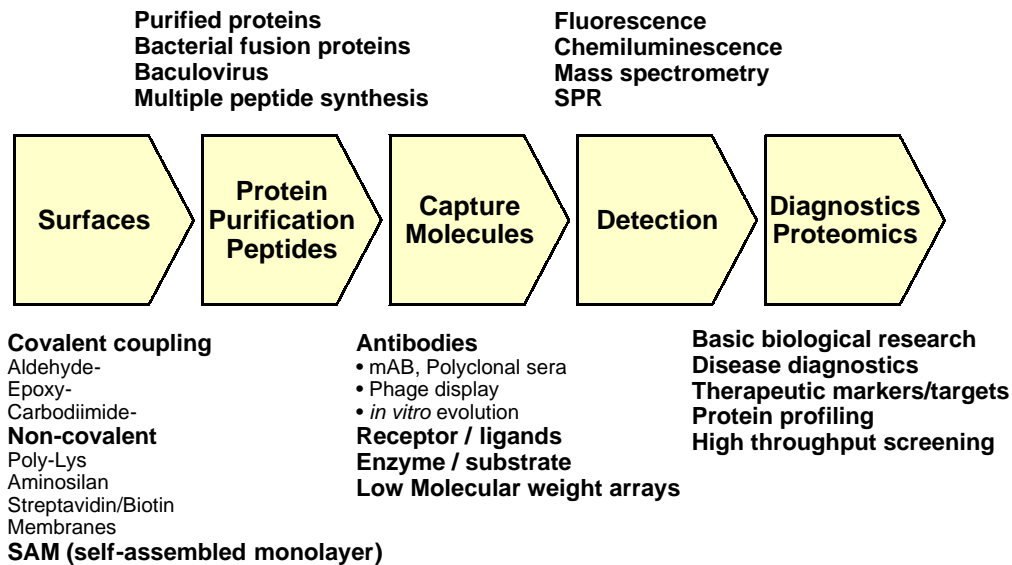 Purified proteins
Bacterial fusion proteins
Baculovirus
Multiple peptide synthesis
Fluorescence
Chemiluminescence
Mass spectrometry
SPR
Surfaces
Protein
Purification
Peptides
Capture
Molecules
Detection
Diagnostics
Proteomics
Covalent coupling
Aldehyde-
Epoxy-
Carbodiimide-
Non-covalent
Poly-Lys
Aminosilan
Streptavidin/Biotin
Membranes
SAM (self-assembled monolayer)
Antibodies
• mAB, Polyclonal sera
• Phage display
• in vitro evolution
Receptor / ligands
Enzyme / substrate
Low Molecular weight arrays
Basic biological research
Disease diagnostics
Therapeutic markers/targets
Protein profiling
High throughput screening